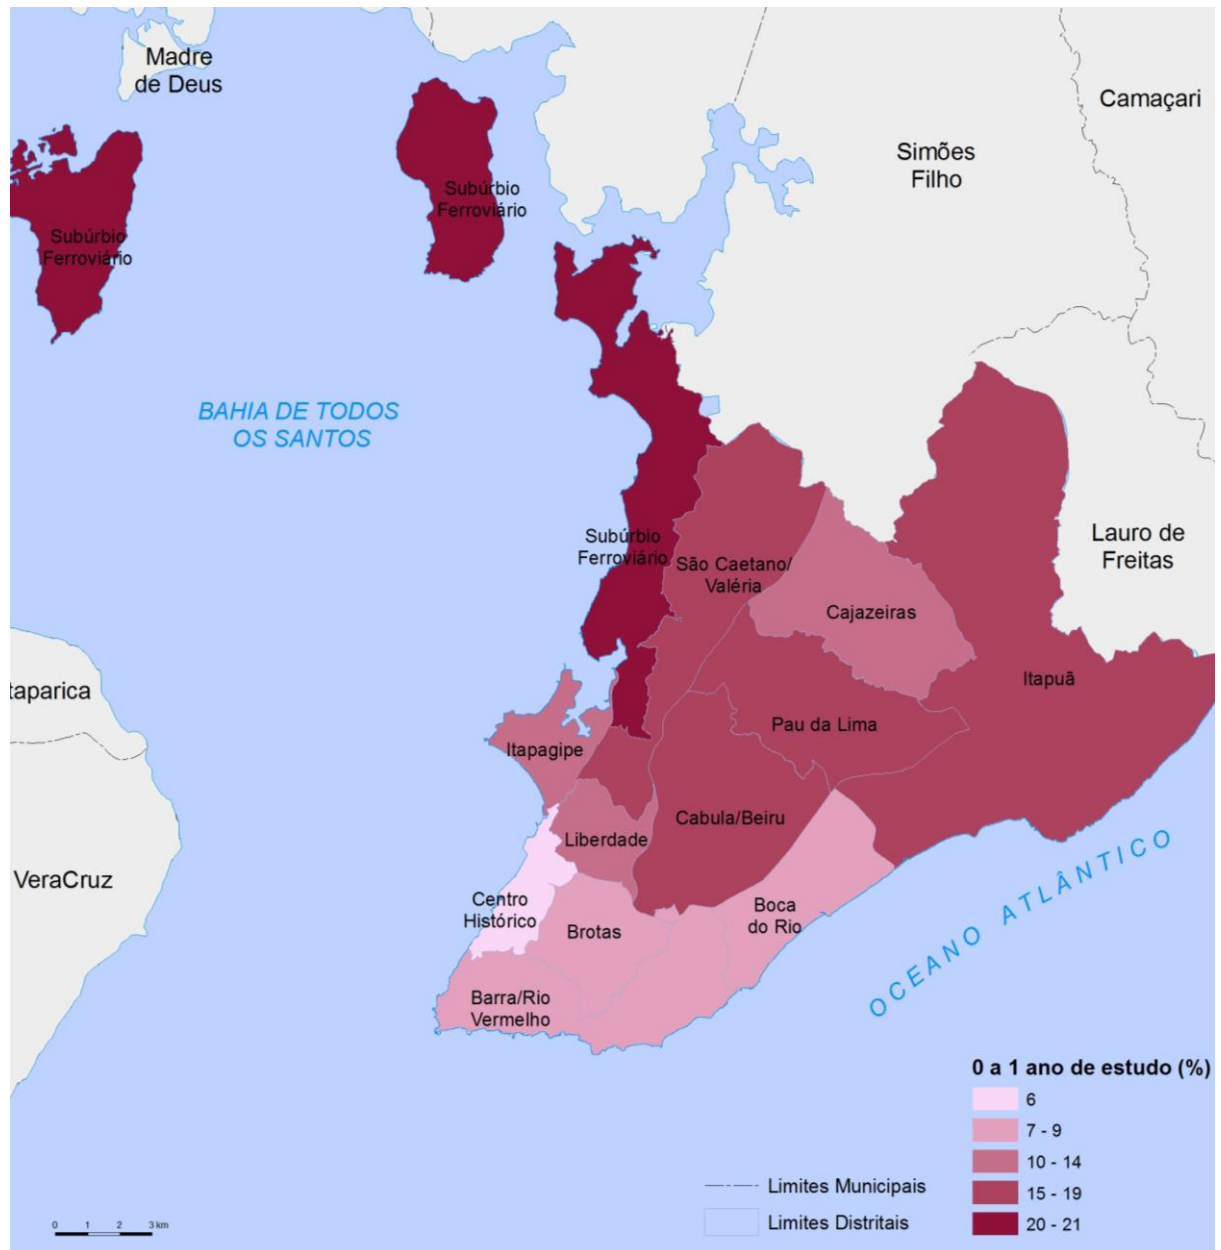 Madre
de Deus
Camaçari
Simões
Filho
Subúrbio
Ferroviário
Subúrbio
Ferroviário
BAHIA DE TODOS
OS SANTOS
Subúrbio
Ferroviário
São Caetano/
Valéria
Lauro de
Freitas
Cajazeiras
Itapuã
taparica
Pau da Lima
Itapagipe
Cabula/Beiru
Liberdade
VeraCruz
Centro
Histórico
Boca
do Rio
Brotas
OCEANO ATLÂNTICO
Barra/Rio
Vermelho
0 a 1 ano de estudo (%)
6
7 - 9
10 - 14
15 - 19
20 - 21
Limites Municipais
Limites Distritais
0 1 2 3 km